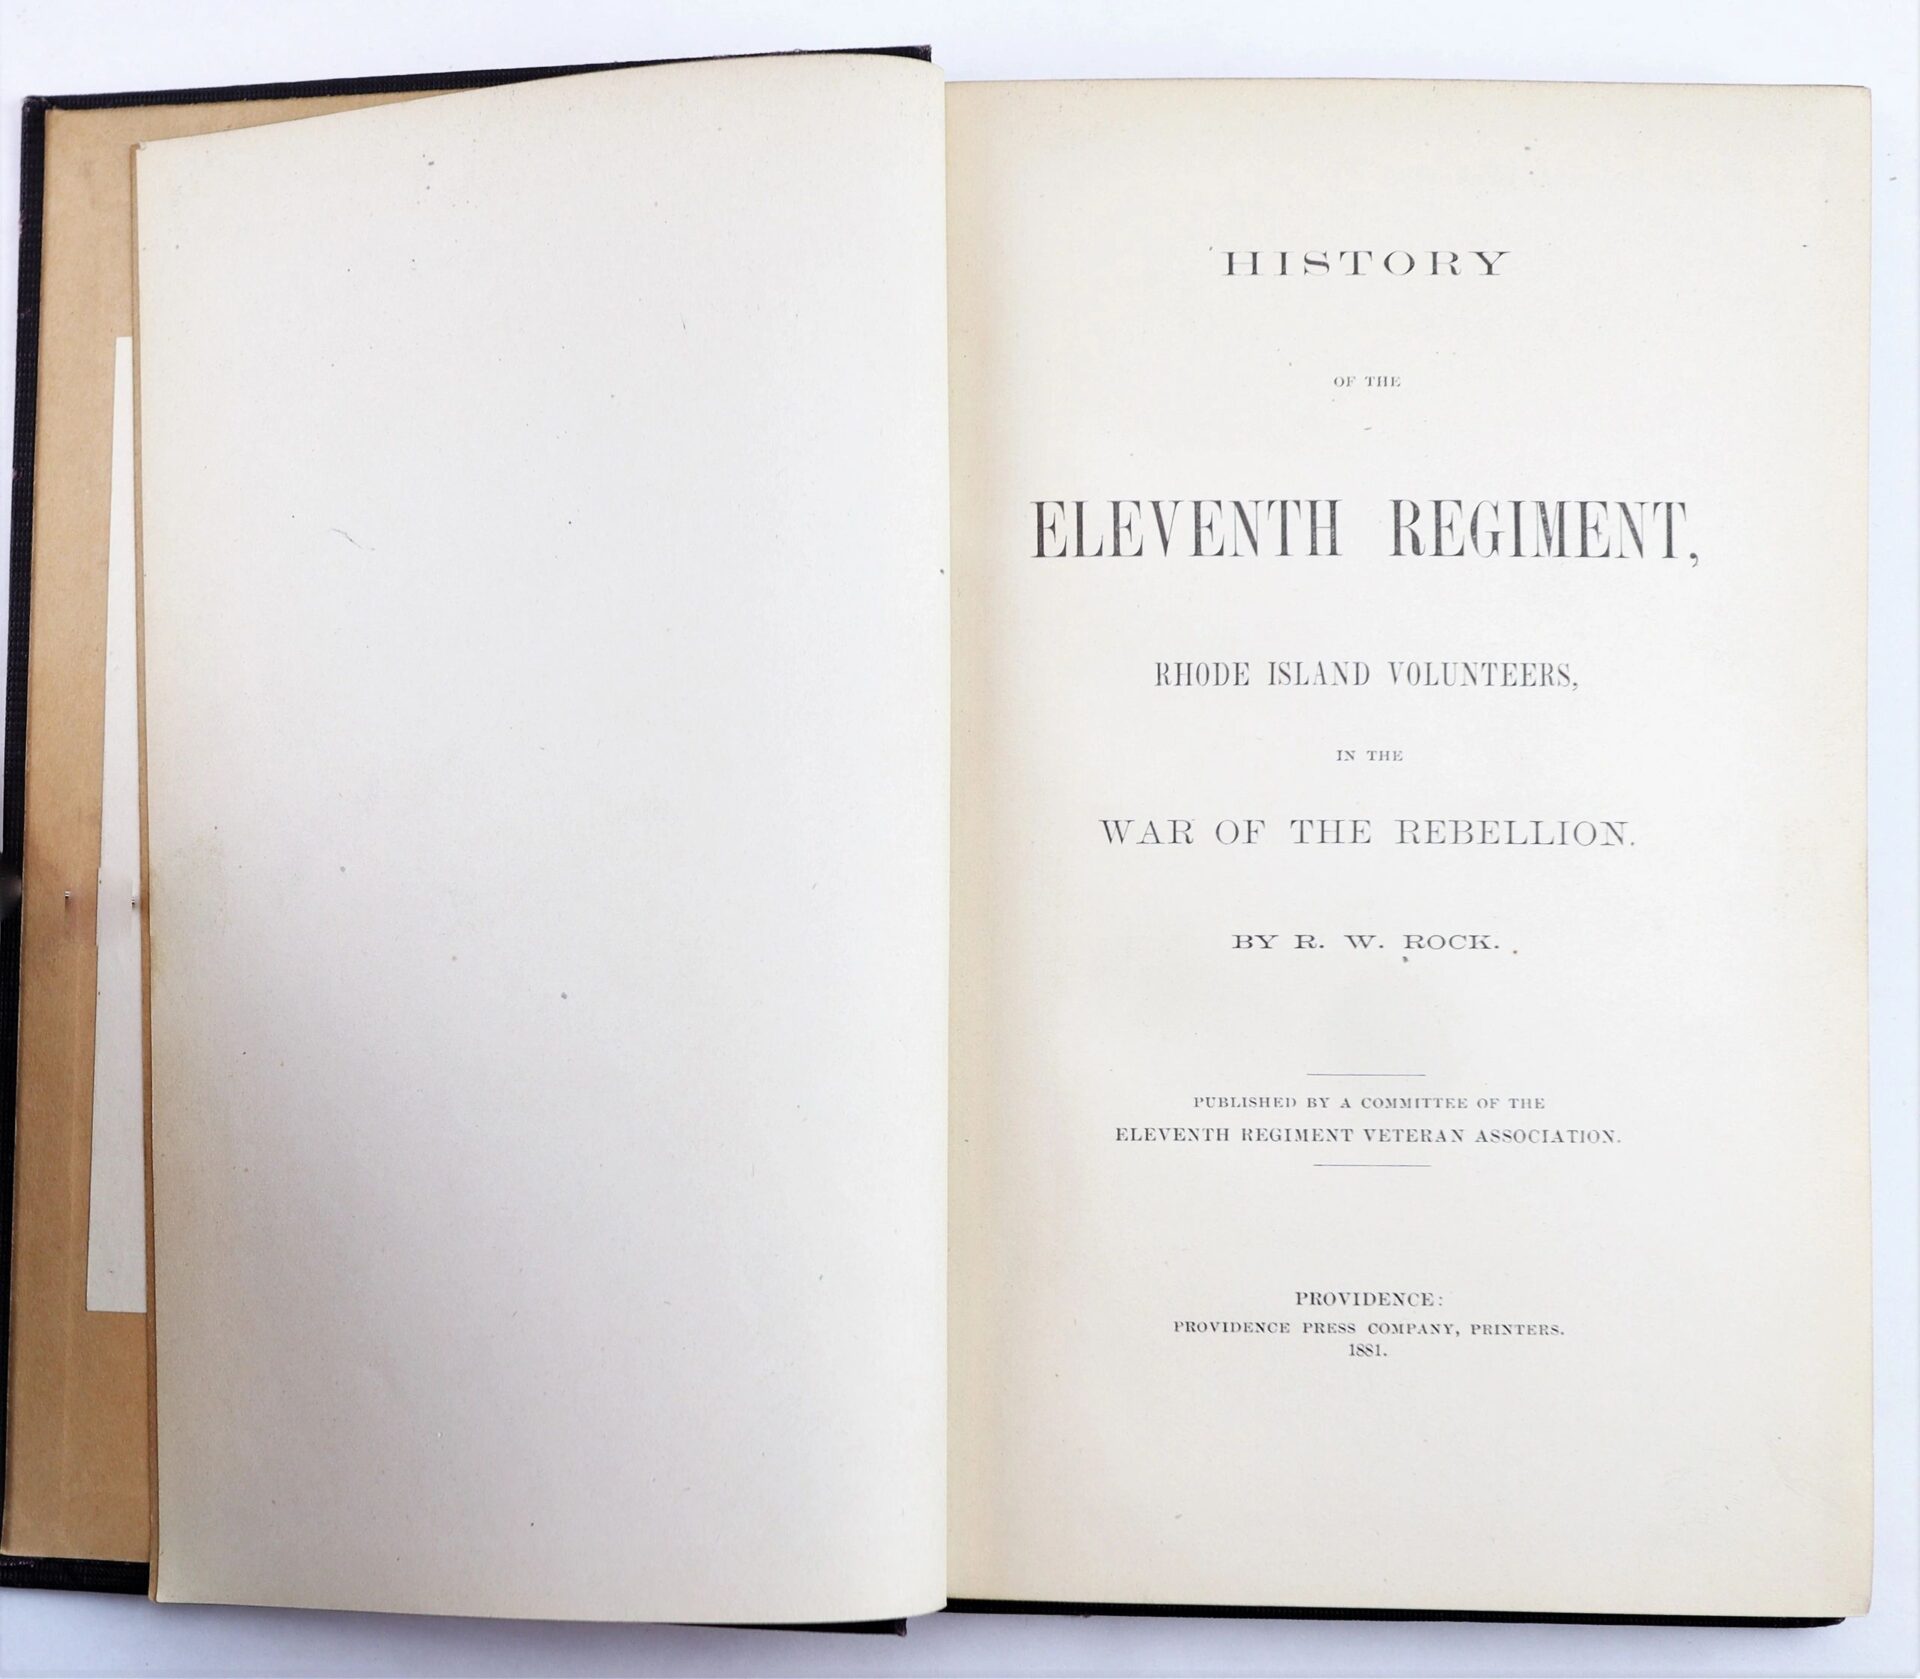 HISTORY
OF THE
ELEVENTH REGIMENT,
RHODE ISLAND VOLUNTEERS,
IN THE
WAR OF THE REBELLION.
BY R. W. ROCK.
PUBLISHED BY A COMMITTEE OF THE
ELEVENTH REGIMENT VETERAN ASSOCIATION.
PROVIDENCE:
PROVIDENCE PRESS COMPANY, PRINTERS.
1881.